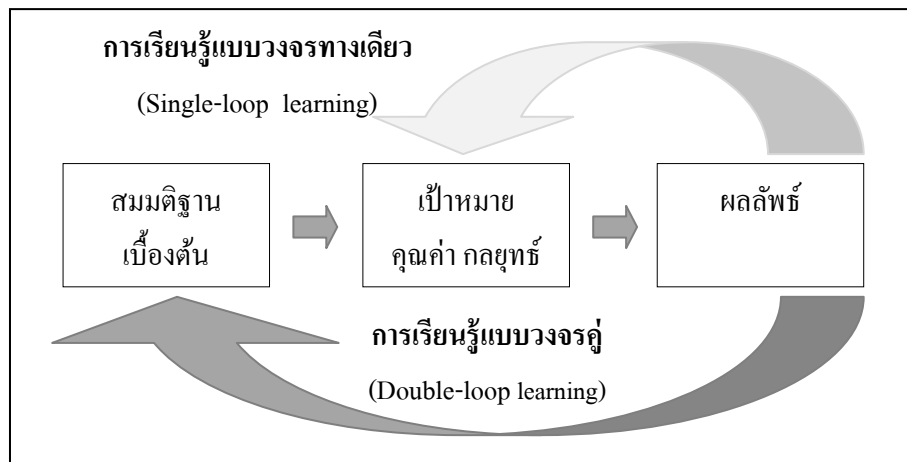 การเรียนรู้แบบวงจรทางเดียว
(Single-loop learning)
สมมติฐาน
เบื้องต้น
เป้าหมาย
คุณค่า กลยุทธ์
ผลลัพธ์
การเรียนรู้แบบวงจรคู่
(Double-loop learning)